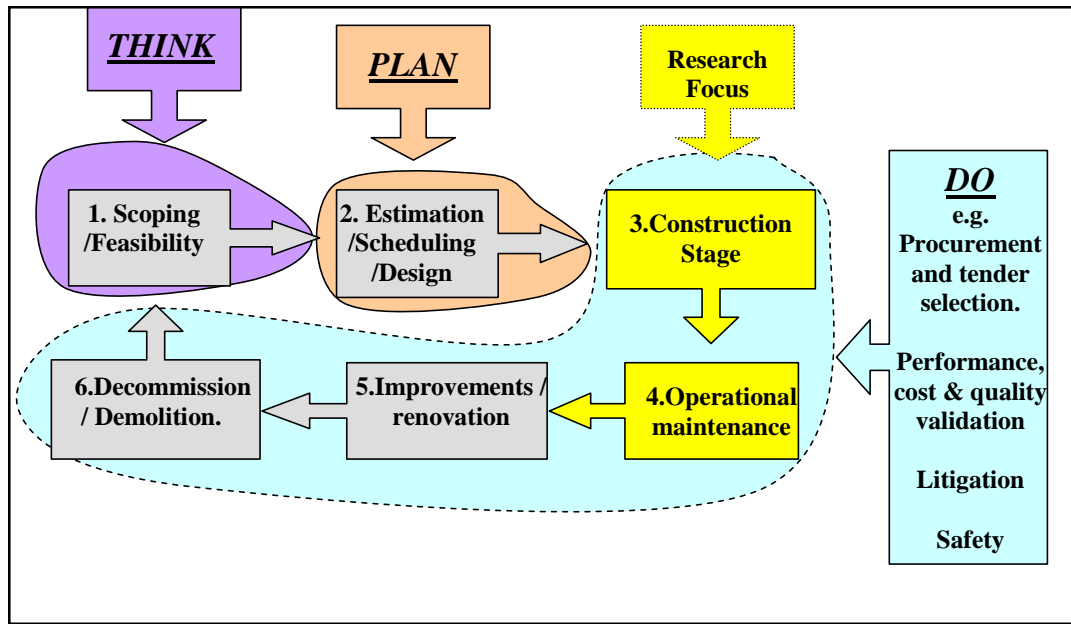 THINK
PLAN
Research
Focus
1. Scoping
/Feasibility
2. Estimation
/Scheduling
/Design
3.Construction
Stage
DO
e.g.
Procurement
and tender
selection.
Performance,
cost & quality
validation
Litigation
Safety
6.Decommission
/ Demolition.
5.Improvements /
renovation
4.Operational
maintenance